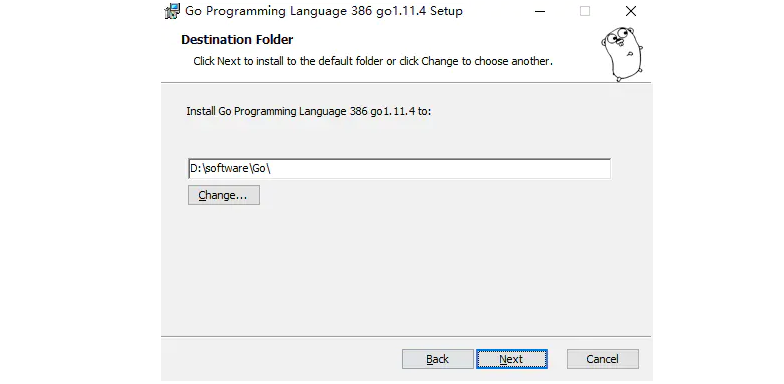 Go Programming Language 386 go1.11.4 Setup
Destination Folder
Click Next to install to the default folder or click Change to choose another.
Install Go Programming Language 386 go1.11.4 to:
D:\software\Go\
Change...
Back Next Cancel